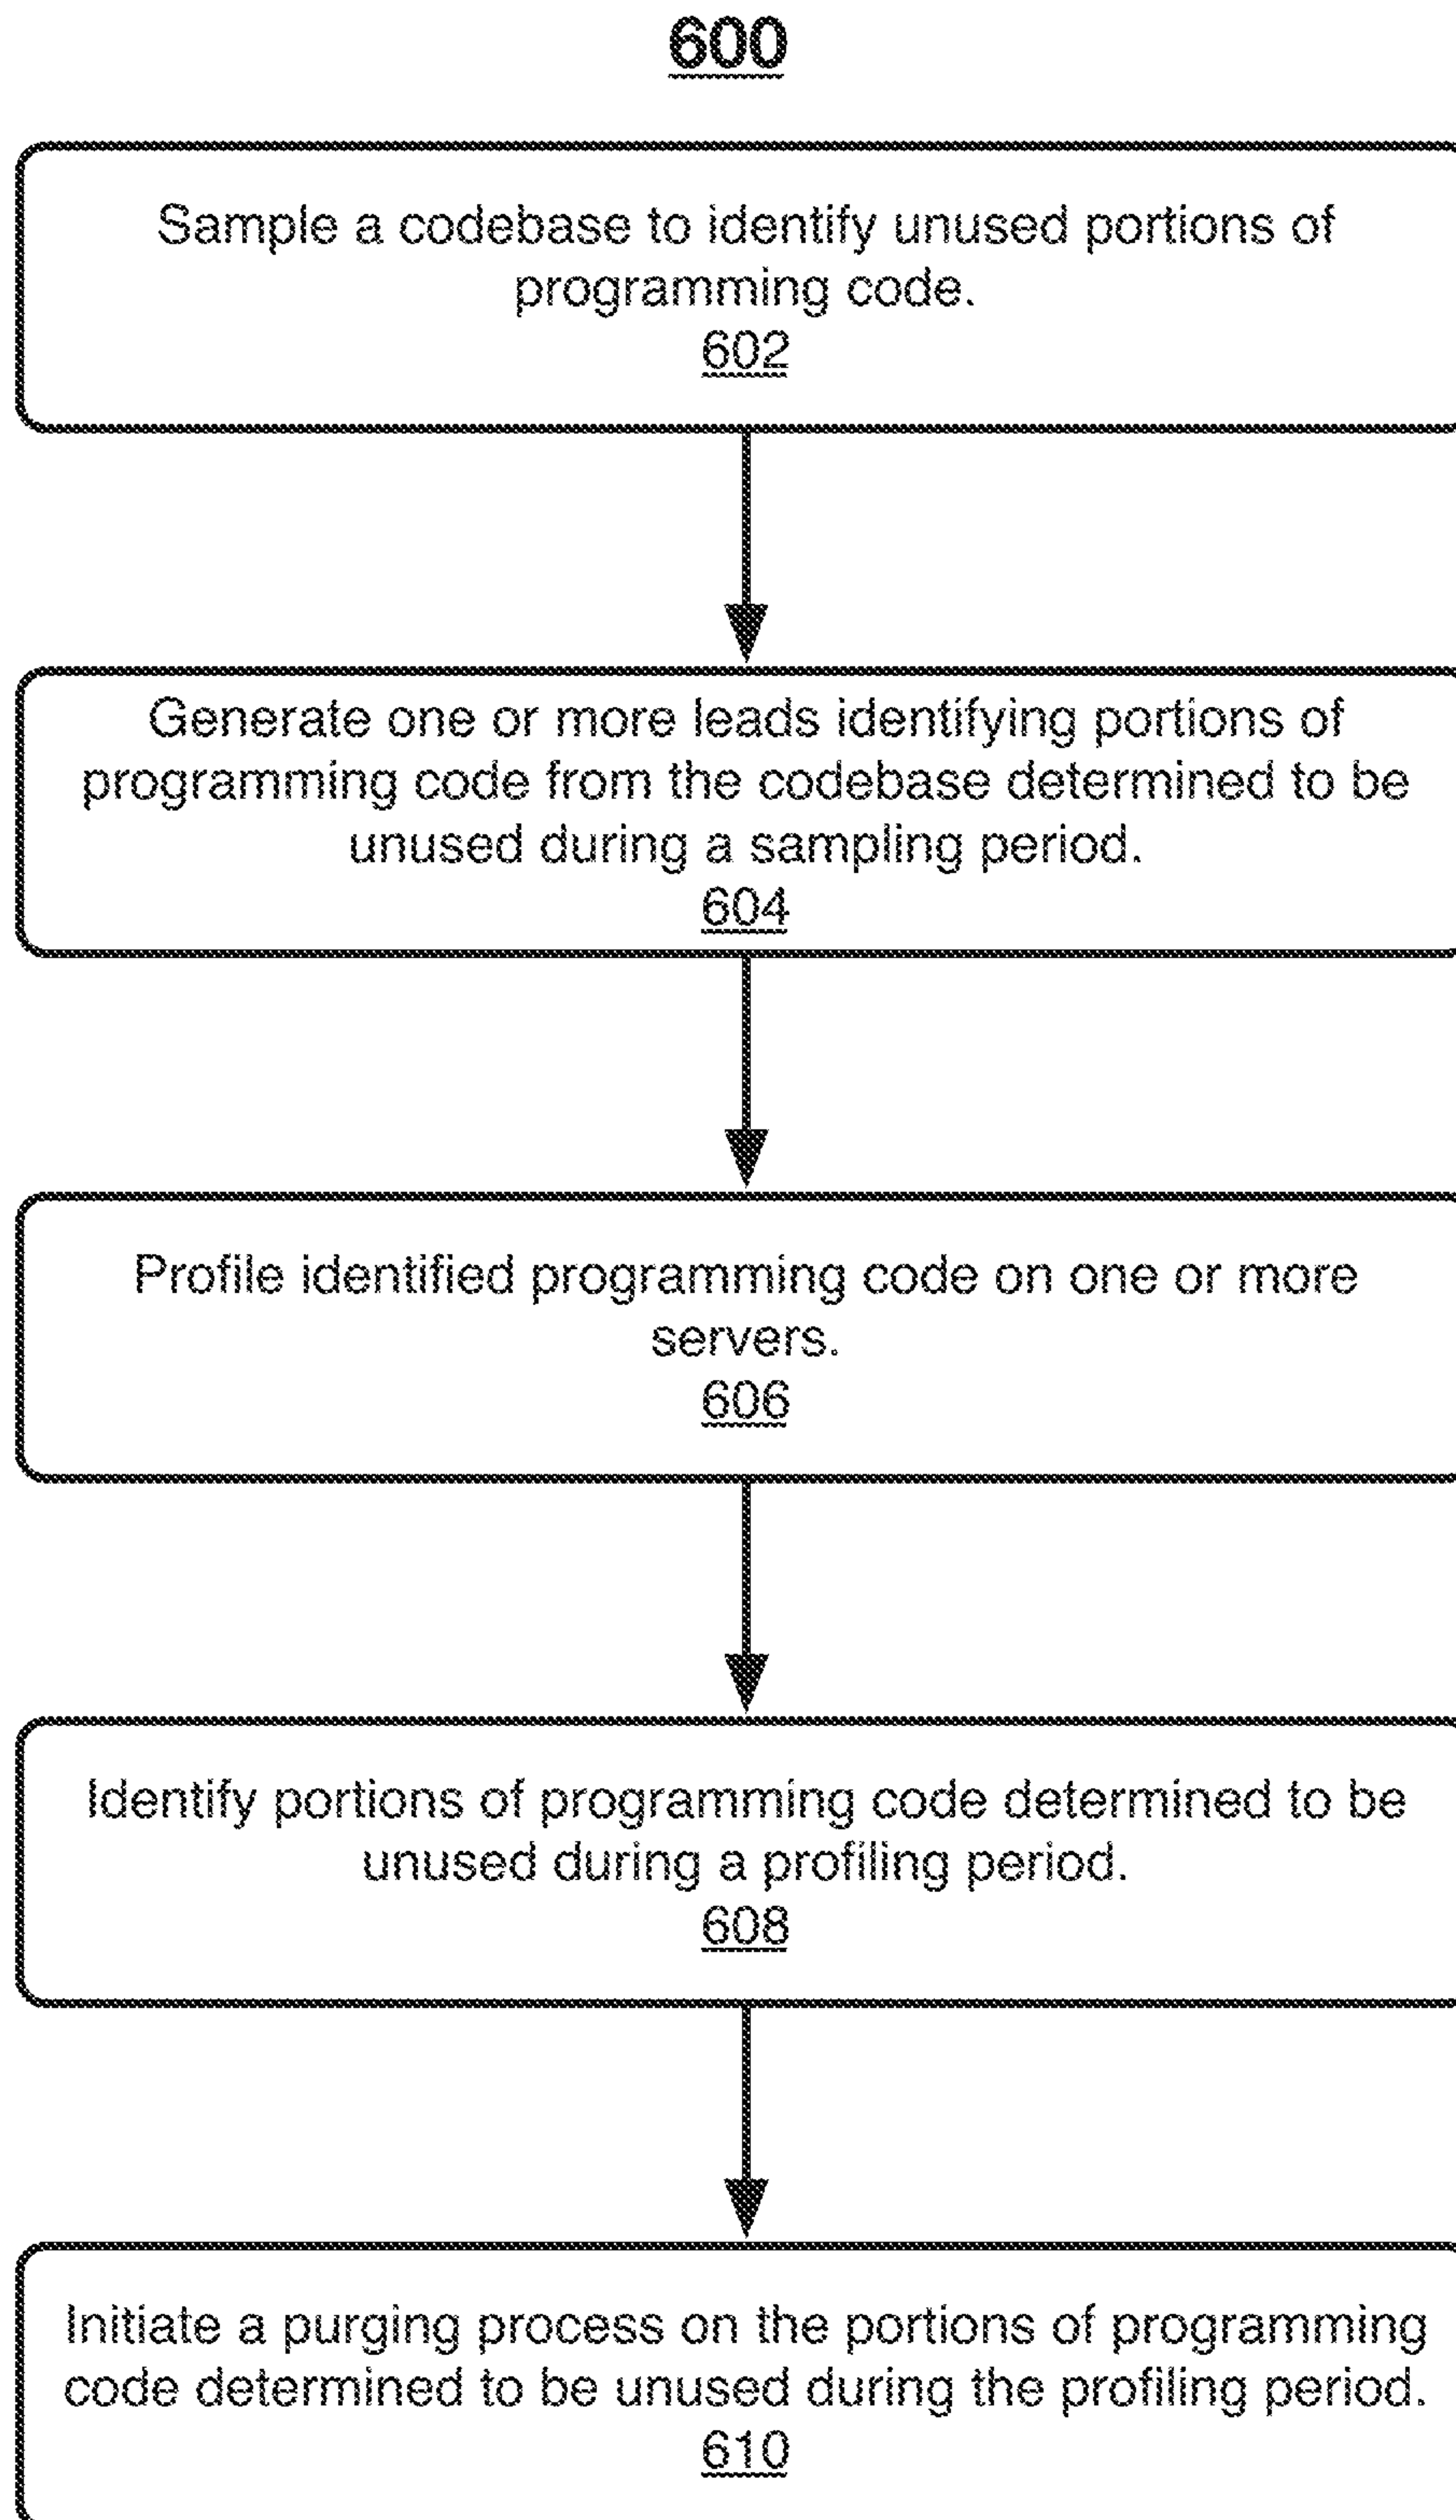 600
Sample a codebase to identify unused portions of
programming code.
602
Generate one or more leads identifying portions of
programming code from the codebase determined to be
unused during a sampling period.
604
Profile identified programming code on one or more
servers.
606
Identify portions of programming code determined to be
unused during a profiling period.
608
Initiate a purging process on the portions of programming
code determined to be unused during the profiling period.
610